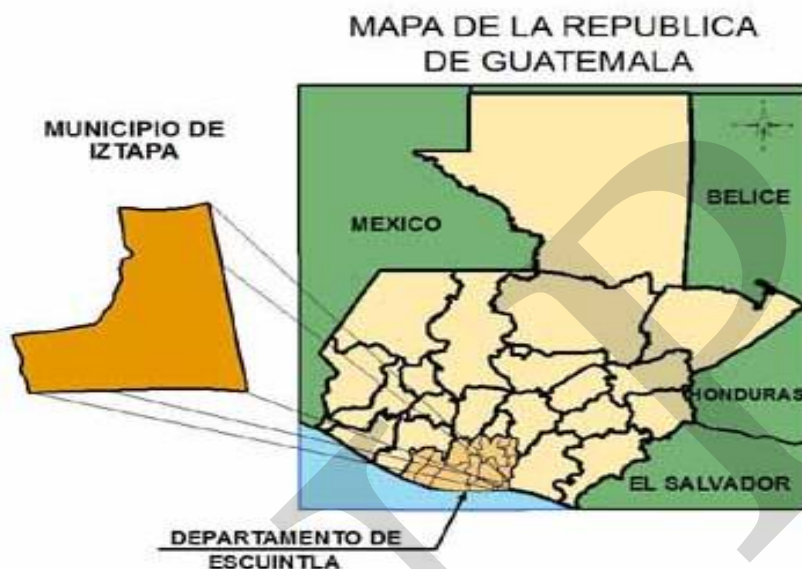 MAPA DE LA REPUBLICA
DE GUATEMALA
MUNICIPIO DE
IZTAPA
MEXICO
BELICE
HONDURAS
EL SALVADOR
DEPARTAMENTO DE
ESCUINTLA